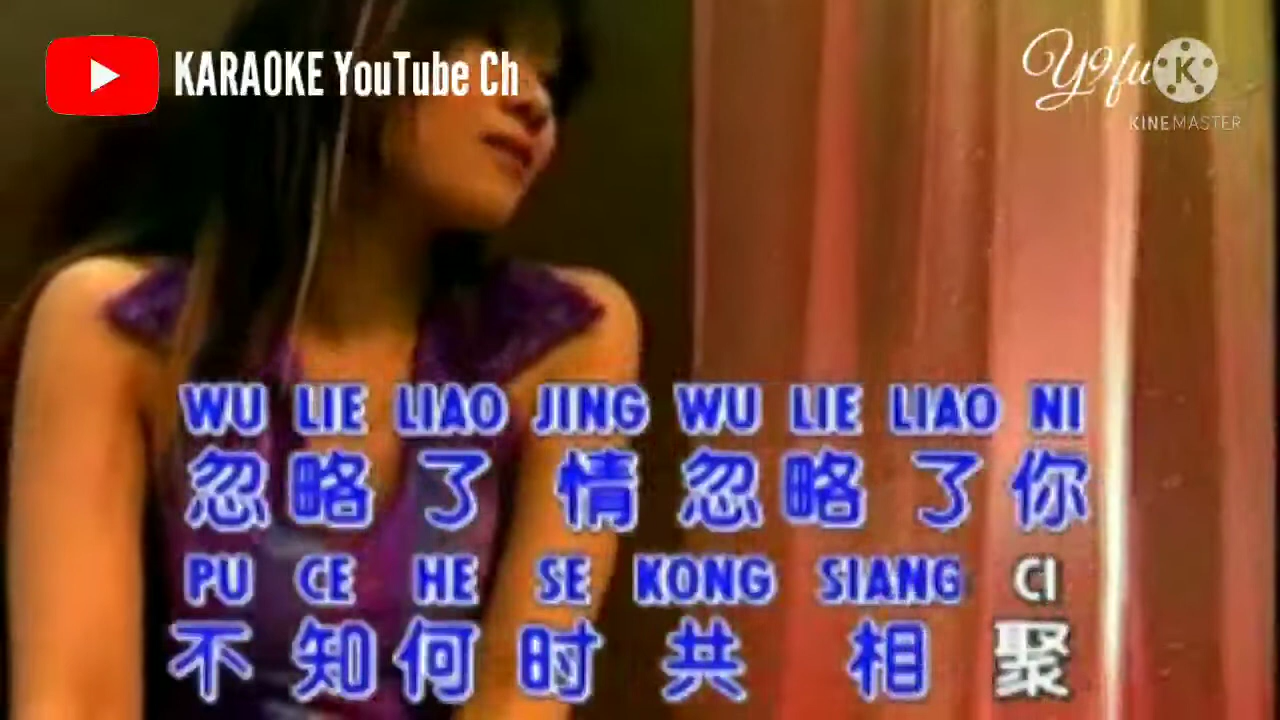 KARAOKE YouTube Ch
Y9fu
K
KINEMASTER
WU LIE LIAO JING WU LIE LIAO NI
忽略了 情 忽略了你
PU CE HE SE KONG SIANG CI
不知何时共相聚